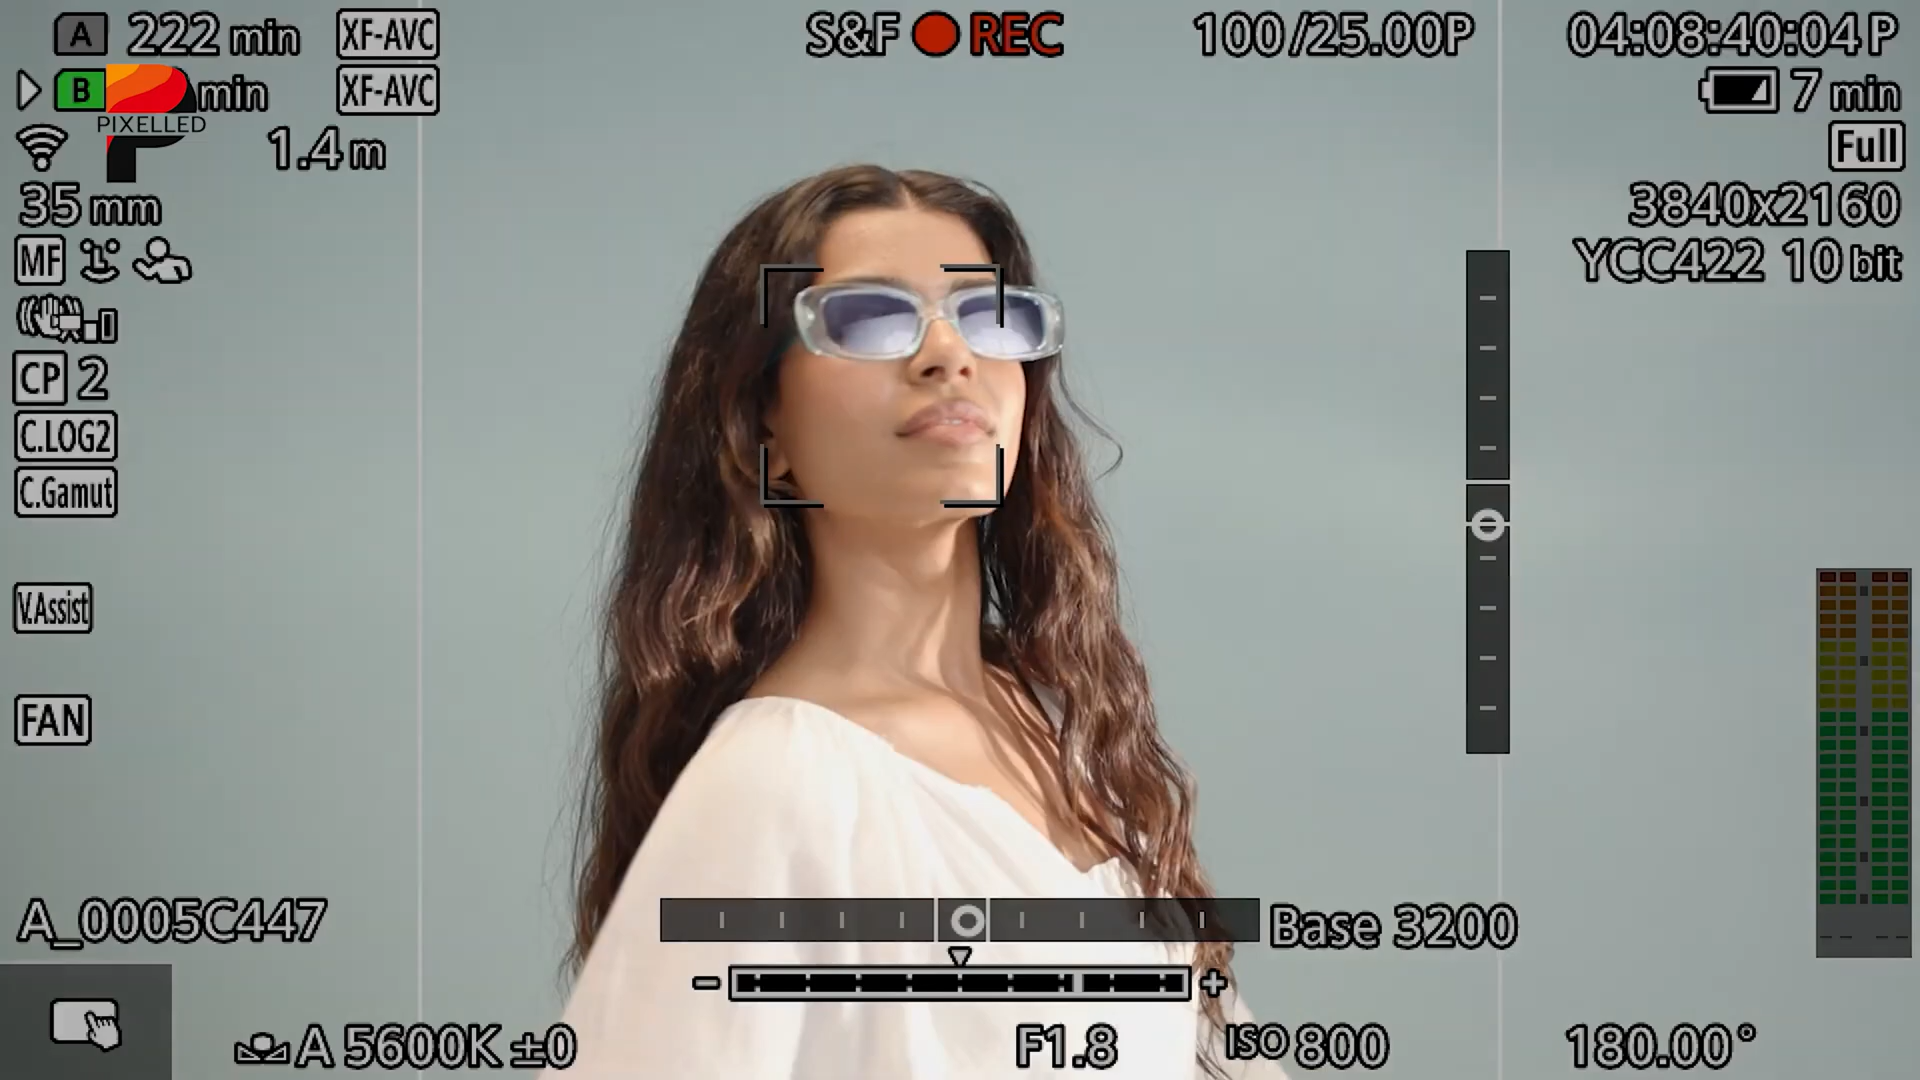 A 222 min XF-AVC S&F REC 100/25.00P 04:08:40:04 P
B min XF-AVC 7 min
PIXELLED
1.4 m Full
35 mm 3840x2160
MF YCC422 10 bit
CP 2
C.LOG2
C.Gamut
V.Assist
FAN
A_0005C447 Base 3200
A 5600K ±0 F1.8 ISO 800 180.00°